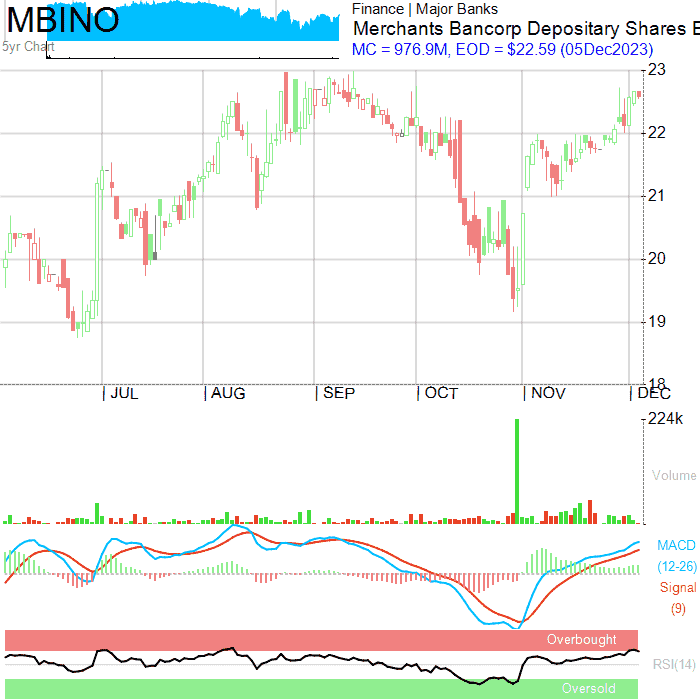 MBINO
5yr Chart
Finance | Major Banks
Merchants Bancorp Depositary Shares E
MC = 976.9M, EOD = $22.59 (05Dec2023)
23
22
21
20
19
18
| JUL | AUG | SEP | OCT | NOV | DEC
224k
Volume
MACD
(12-26)
Signal
(9)
Overbought
RSI(14)
Oversold